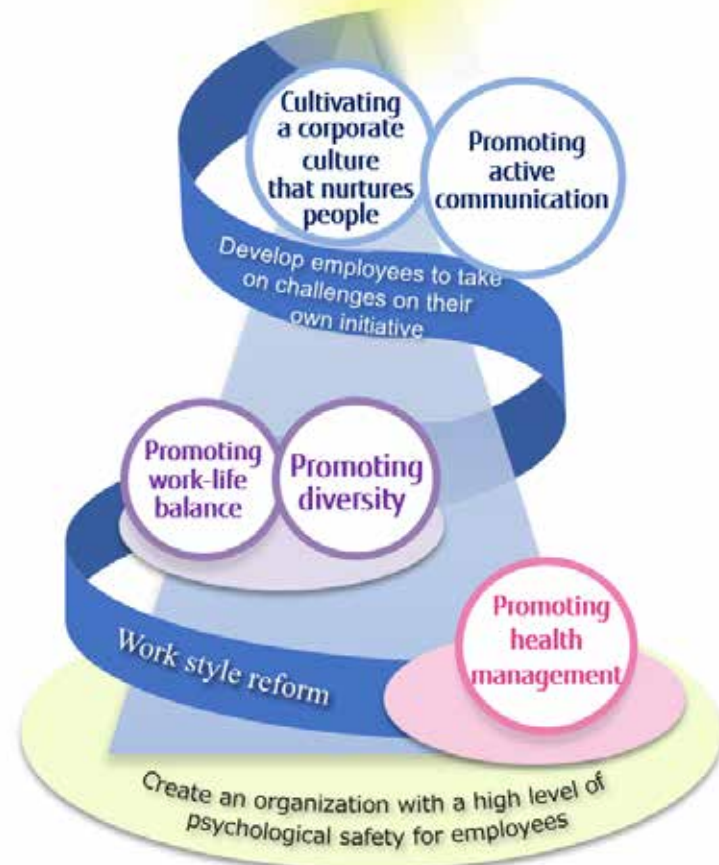 Cultivating
a corporate
culture
that nurtures
people
Promoting
active
communication
Develop employees to take
on challenges on their
own initiative
Promoting
work-life
balance
Promoting
diversity
Promoting
health
management
Work style reform
Create an organization with a high level of
psychological safety for employees